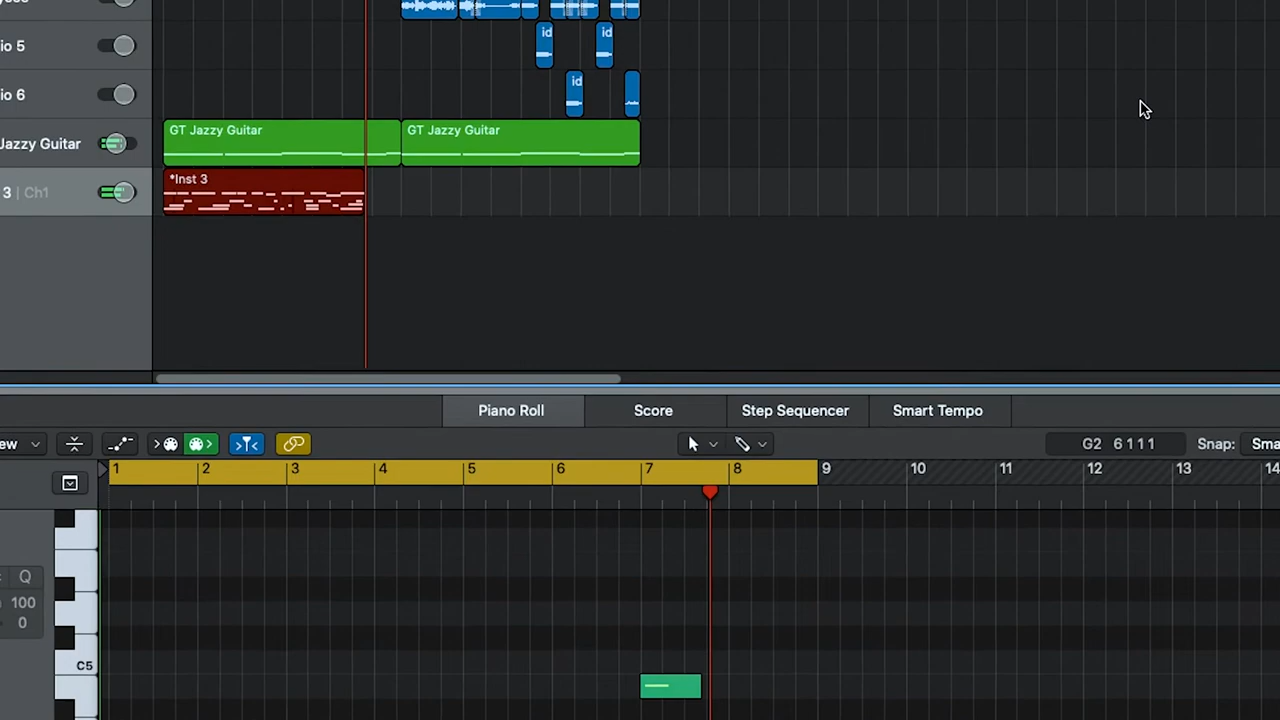 io 5
id
id
io 6
id
Jazzy Guitar
GT Jazzy Guitar
GT Jazzy Guitar
3 | Ch1
*Inst 3
Piano Roll
Score
Step Sequencer
Smart Tempo
ew
G2 6 1 1 1
Snap:
Sma
1 2 3 4 5 6 7 8 9 10 11 12 13 14
Q
100
0
C5